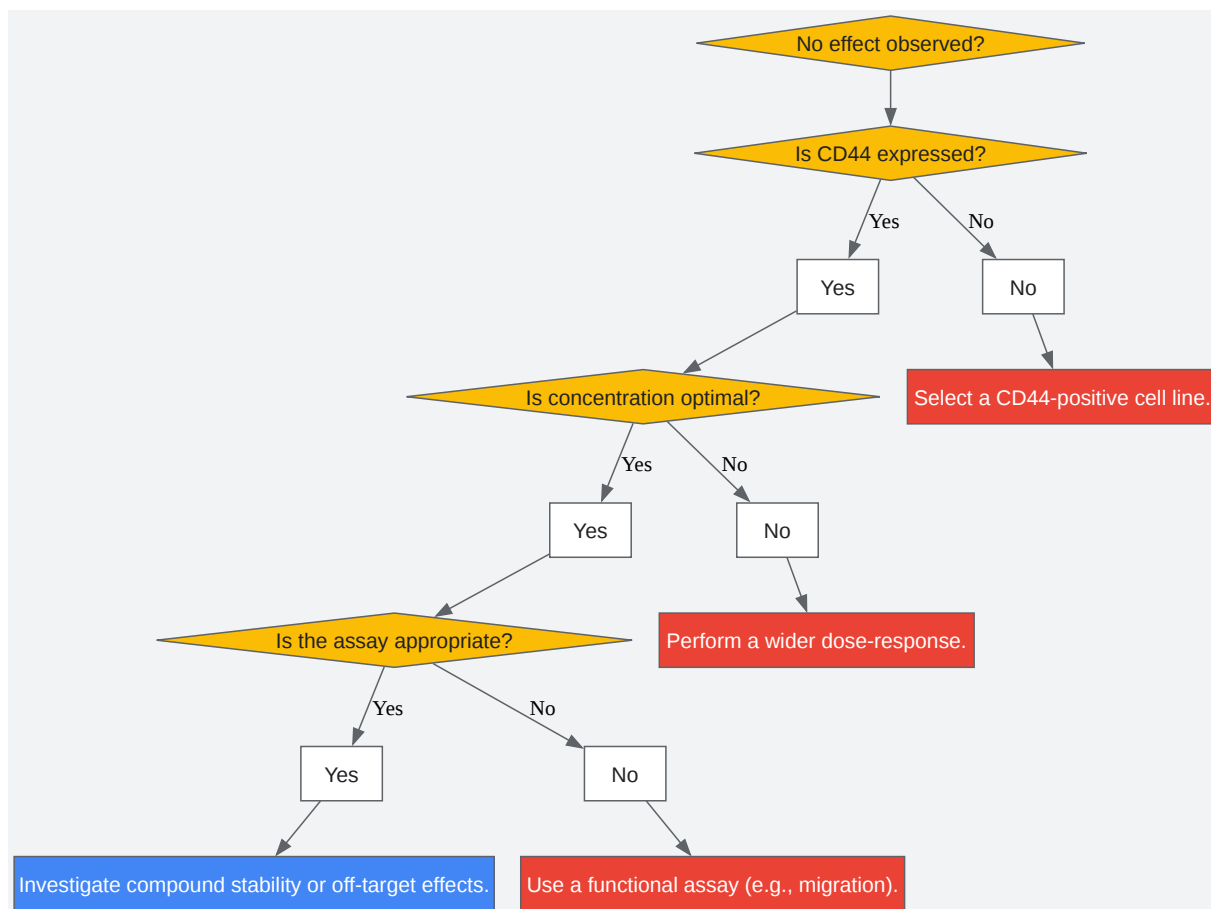 No effect observed?
Is CD44 expressed?
Yes
No
Yes
No
Is concentration optimal?
Select a CD44-positive cell line.
Yes
No
Yes
No
Is the assay appropriate?
Perform a wider dose-response.
Yes
No
Yes
No
Investigate compound stability or off-target effects.
Use a functional assay (e.g., migration).